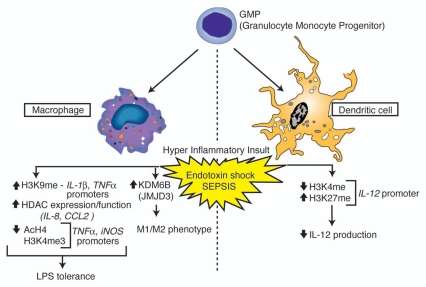 GMP
(Granulocyte Monocyte Progenitor)
Macrophage
Dendritic cell
Hyper Inflammatory Insult
Endotoxin shock
SEPSIS
H3K9me - IL-1β, TNFα
promoters
HDAC expression/function
(IL-8, CCL2 )
AcH4
H3K4me3
TNFα, iNOS
promoters
LPS tolerance
KDM6B
(JMJD3)
M1/M2 phenotype
H3K4me
H3K27me
IL-12 promoter
IL-12 production